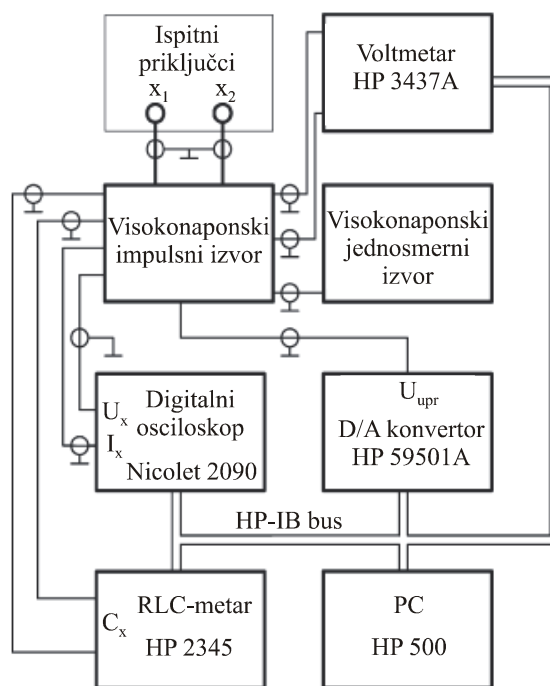 Ispitni
priključci
x₁ x₂
Voltmetar
HP 3437A
Visokonaponski
impulsni izvor
Visokonaponski
jednosmerni
izvor
Uₓ
Iₓ
Digitalni
osciloskop
Nicolet 2090
Uupr
D/A konvertor
HP 59501A
HP-IB bus
Cₓ
RLC-metar
HP 2345
PC
HP 500